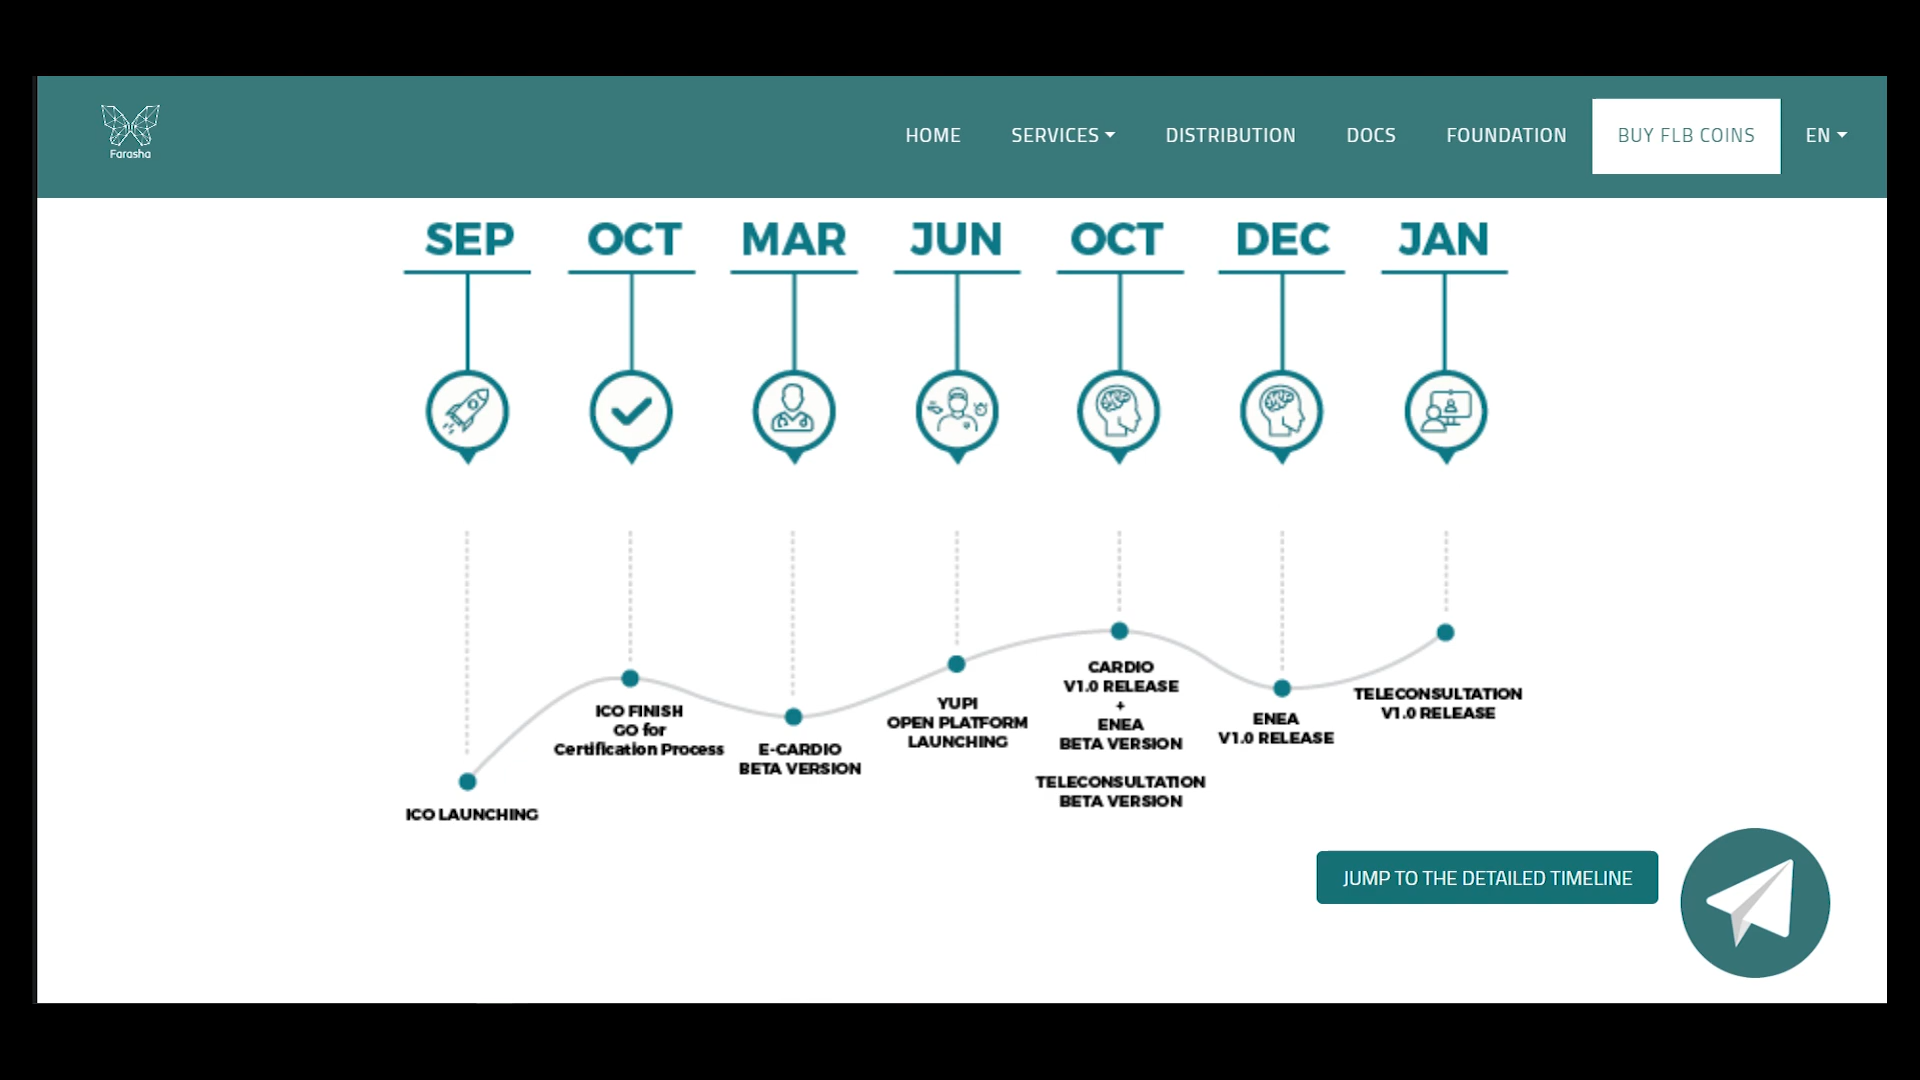 Farasha
HOME
SERVICES
DISTRIBUTION
DOCS
FOUNDATION
BUY FLB COINS
EN
SEP
OCT
MAR
JUN
OCT
DEC
JAN
ICO LAUNCHING
ICO FINISH
GO for
Certification Process
E-CARDIO
BETA VERSION
YUPI
OPEN PLATFORM
LAUNCHING
CARDIO
V1.0 RELEASE
+
ENEA
BETA VERSION
TELECONSULTATION
BETA VERSION
ENEA
V1.0 RELEASE
TELECONSULTATION
V1.0 RELEASE
JUMP TO THE DETAILED TIMELINE